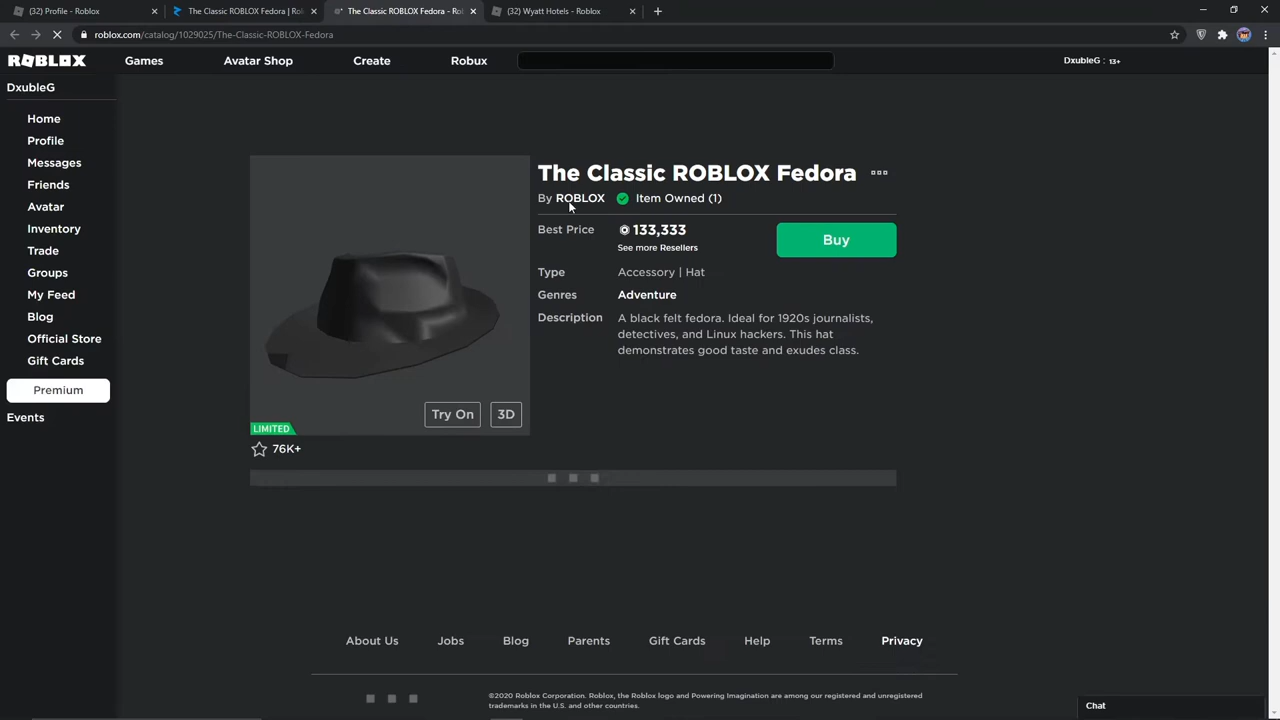 (32) Profile - Roblox
The Classic ROBLOX Fedora | Rol
The Classic ROBLOX Fedora - Rol
(32) Wyatt Hotels - Roblox
roblox.com/catalog/1029025/The-Classic-ROBLOX-Fedora
ROBLOX
Games
Avatar Shop
Create
Robux
DxubleG : 13+
DxubleG
Home
Profile
Messages
Friends
Avatar
Inventory
Trade
Groups
My Feed
Blog
Official Store
Gift Cards
Premium
Events
The Classic ROBLOX Fedora
By ROBLOX
Item Owned (1)
Best Price
133,333
See more Resellers
Buy
Type
Accessory | Hat
Genres
Adventure
Description
A black felt fedora. Ideal for 1920s journalists,
detectives, and Linux hackers. This hat
demonstrates good taste and exudes class.
Try On
3D
LIMITED
76K+
About Us
Jobs
Blog
Parents
Gift Cards
Help
Terms
Privacy
©2020 Roblox Corporation. Roblox, the Roblox logo and Powering Imagination are among our registered and unregistered
trademarks in the U.S. and other countries.
Chat